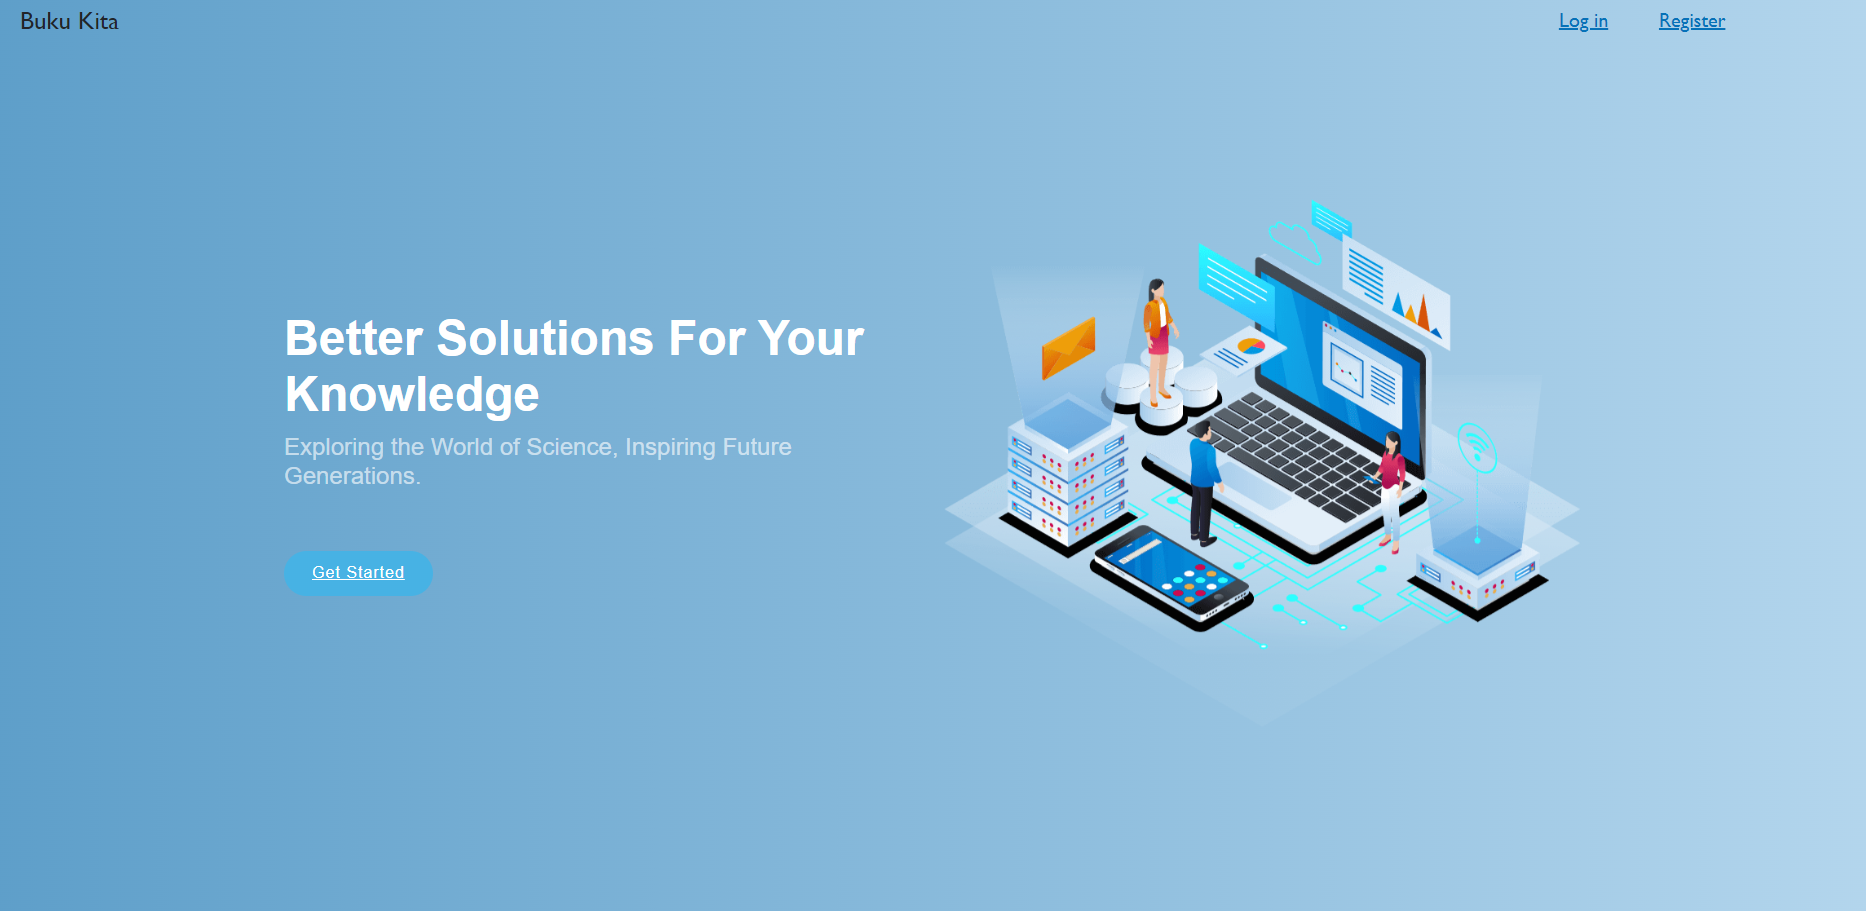 Buku Kita
Log in
Register
Better Solutions For Your
Knowledge
Exploring the World of Science, Inspiring Future
Generations.
Get Started